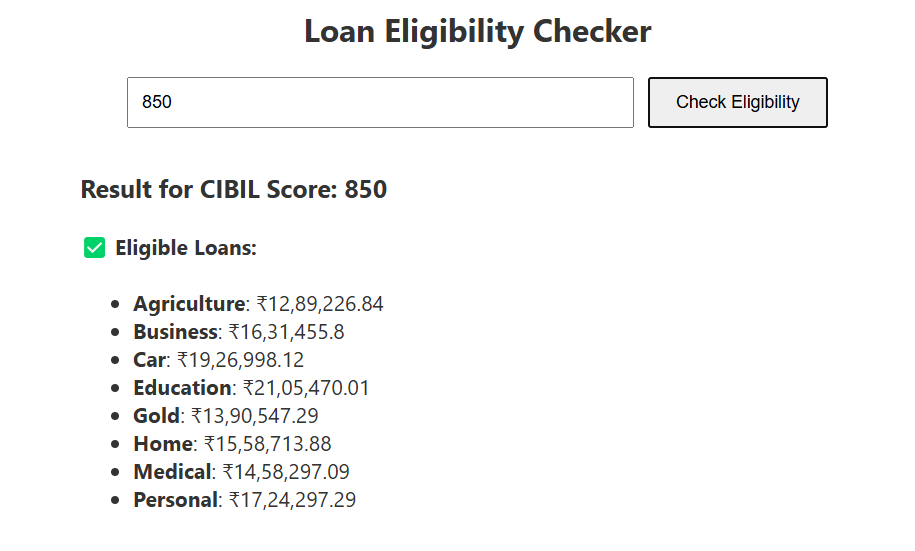 Loan Eligibility Checker
850
Check Eligibility
Result for CIBIL Score: 850
Eligible Loans:
Agriculture: ₹12,89,226.84
Business: ₹16,31,455.8
Car: ₹19,26,998.12
Education: ₹21,05,470.01
Gold: ₹13,90,547.29
Home: ₹15,58,713.88
Medical: ₹14,58,297.09
Personal: ₹17,24,297.29